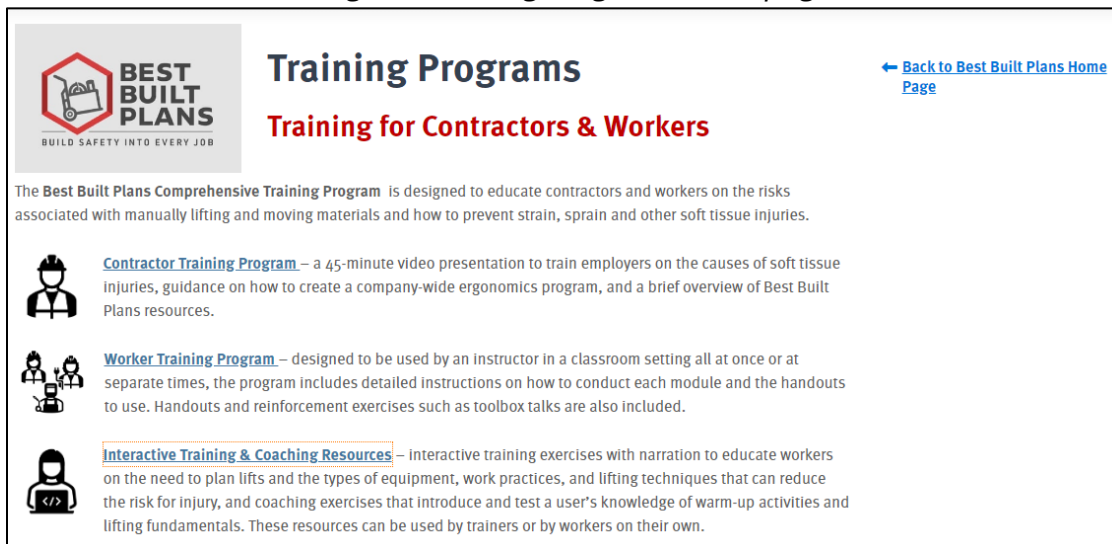 BEST
BUILT
PLANS
BUILD SAFETY INTO EVERY JOB
Training Programs
Training for Contractors & Workers
Back to Best Built Plans Home
Page
The Best Built Plans Comprehensive Training Program is designed to educate contractors and workers on the risks
associated with manually lifting and moving materials and how to prevent strain, sprain and other soft tissue injuries.
Contractor Training Program – a 45-minute video presentation to train employers on the causes of soft tissue
injuries, guidance on how to create a company-wide ergonomics program, and a brief overview of Best Built
Plans resources.
Worker Training Program – designed to be used by an instructor in a classroom setting all at once or at
separate times, the program includes detailed instructions on how to conduct each module and the handouts
to use. Handouts and reinforcement exercises such as toolbox talks are also included.
Interactive Training & Coaching Resources – interactive training exercises with narration to educate workers
on the need to plan lifts and the types of equipment, work practices, and lifting techniques that can reduce
the risk for injury, and coaching exercises that introduce and test a user's knowledge of warm-up activities and
lifting fundamentals. These resources can be used by trainers or by workers on their own.